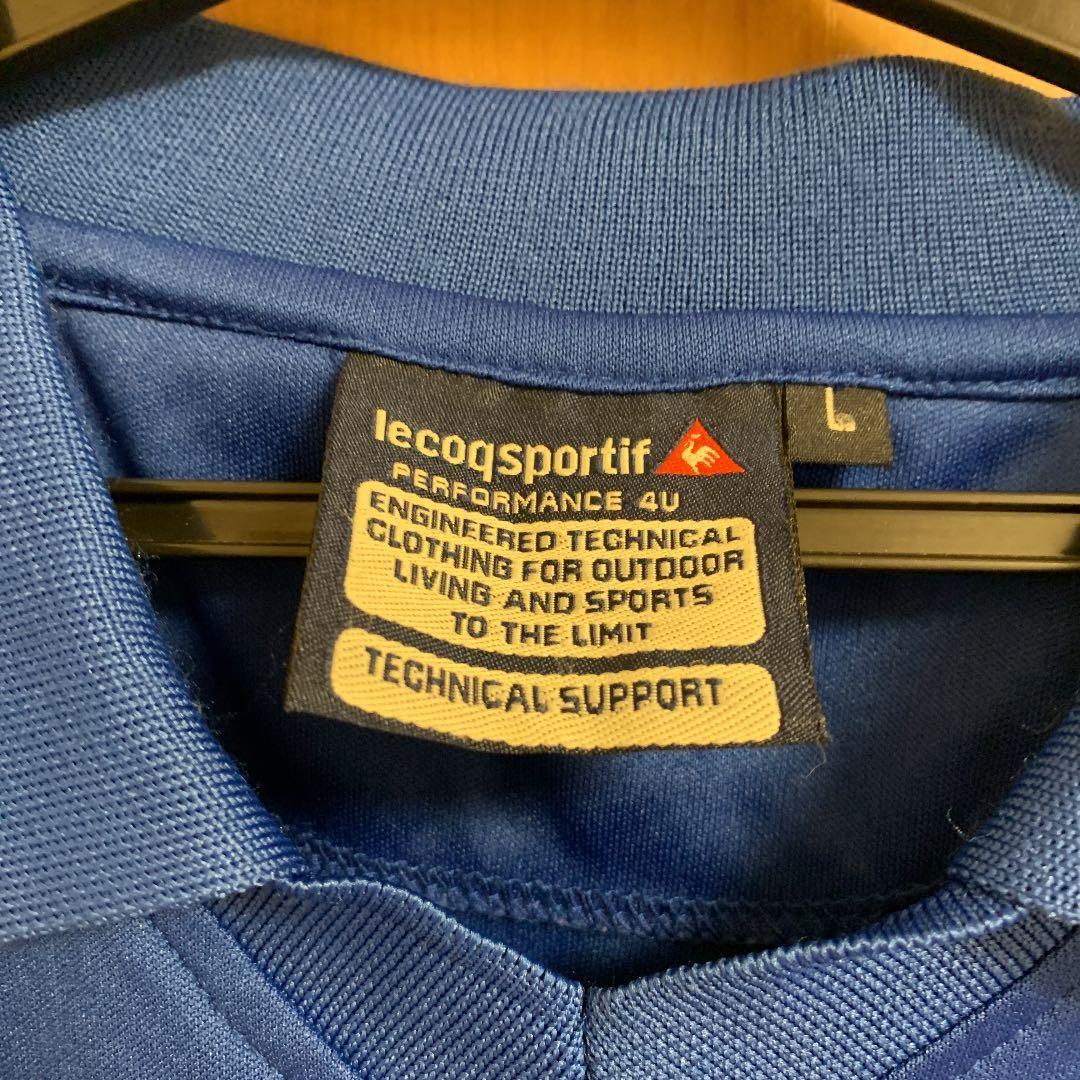 lecoqsportif
PERFORMANCE 4U
ENGINEERED TECHNICAL
CLOTHING FOR OUTDOOR
LIVING AND SPORTS
TO THE LIMIT
TECHNICAL SUPPORT
L